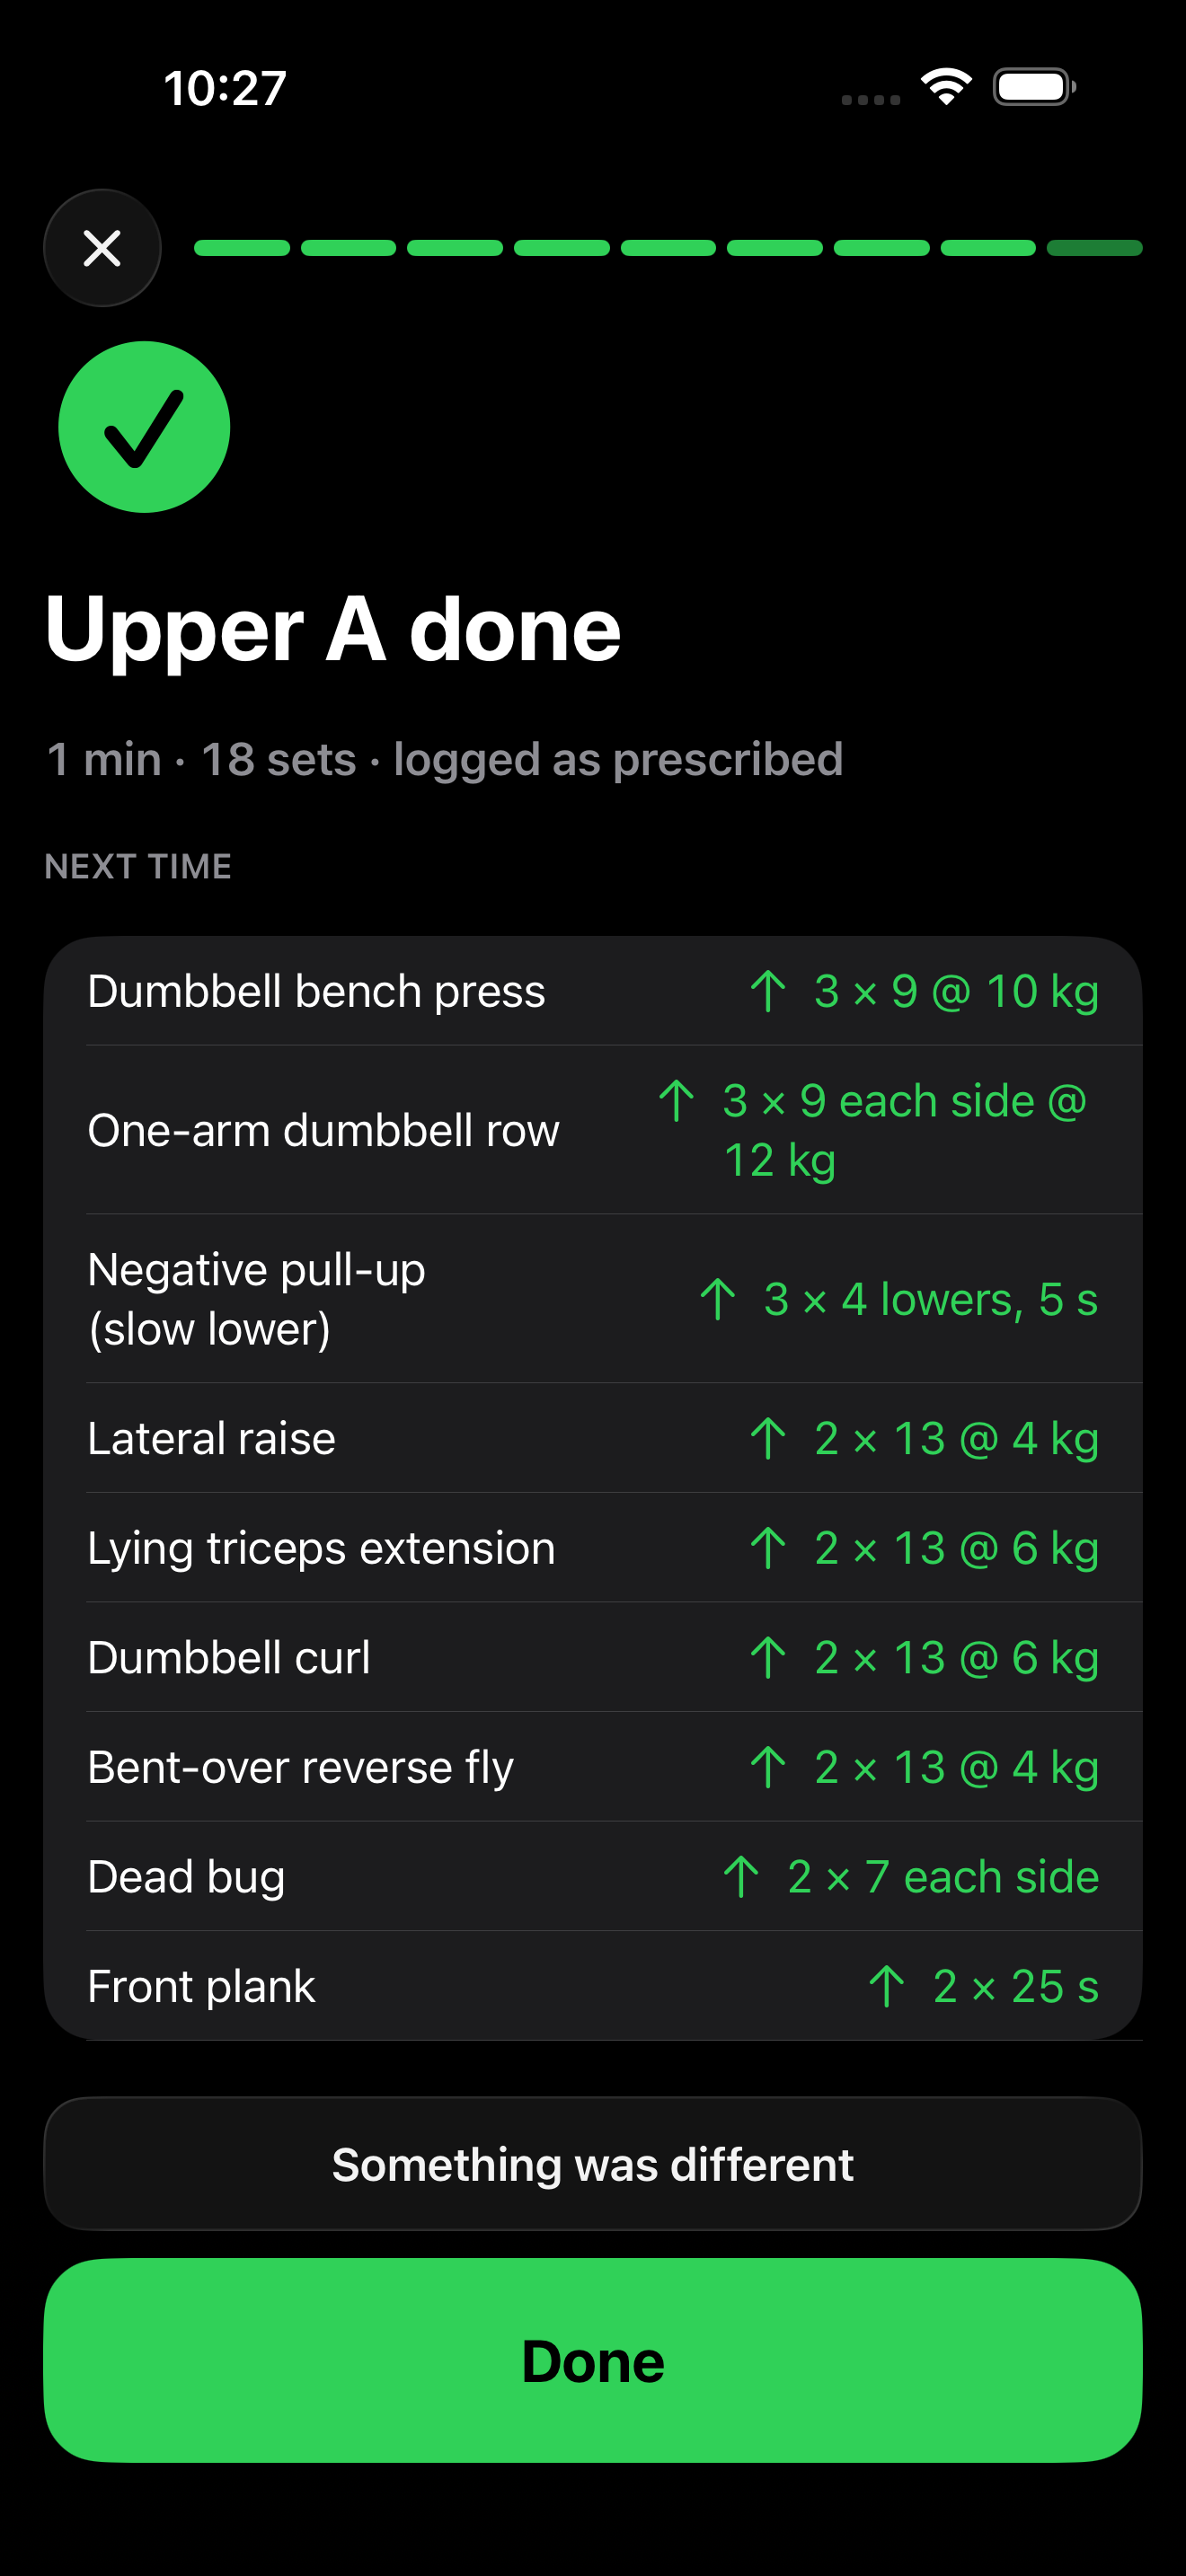 10:27
Upper A done
1 min · 18 sets · logged as prescribed
NEXT TIME
Dumbbell bench press ↑ 3 × 9 @ 10 kg
One-arm dumbbell row ↑ 3 × 9 each side @
12 kg
Negative pull-up
(slow lower) ↑ 3 × 4 lowers, 5 s
Lateral raise ↑ 2 × 13 @ 4 kg
Lying triceps extension ↑ 2 × 13 @ 6 kg
Dumbbell curl ↑ 2 × 13 @ 6 kg
Bent-over reverse fly ↑ 2 × 13 @ 4 kg
Dead bug ↑ 2 × 7 each side
Front plank ↑ 2 × 25 s
Something was different
Done